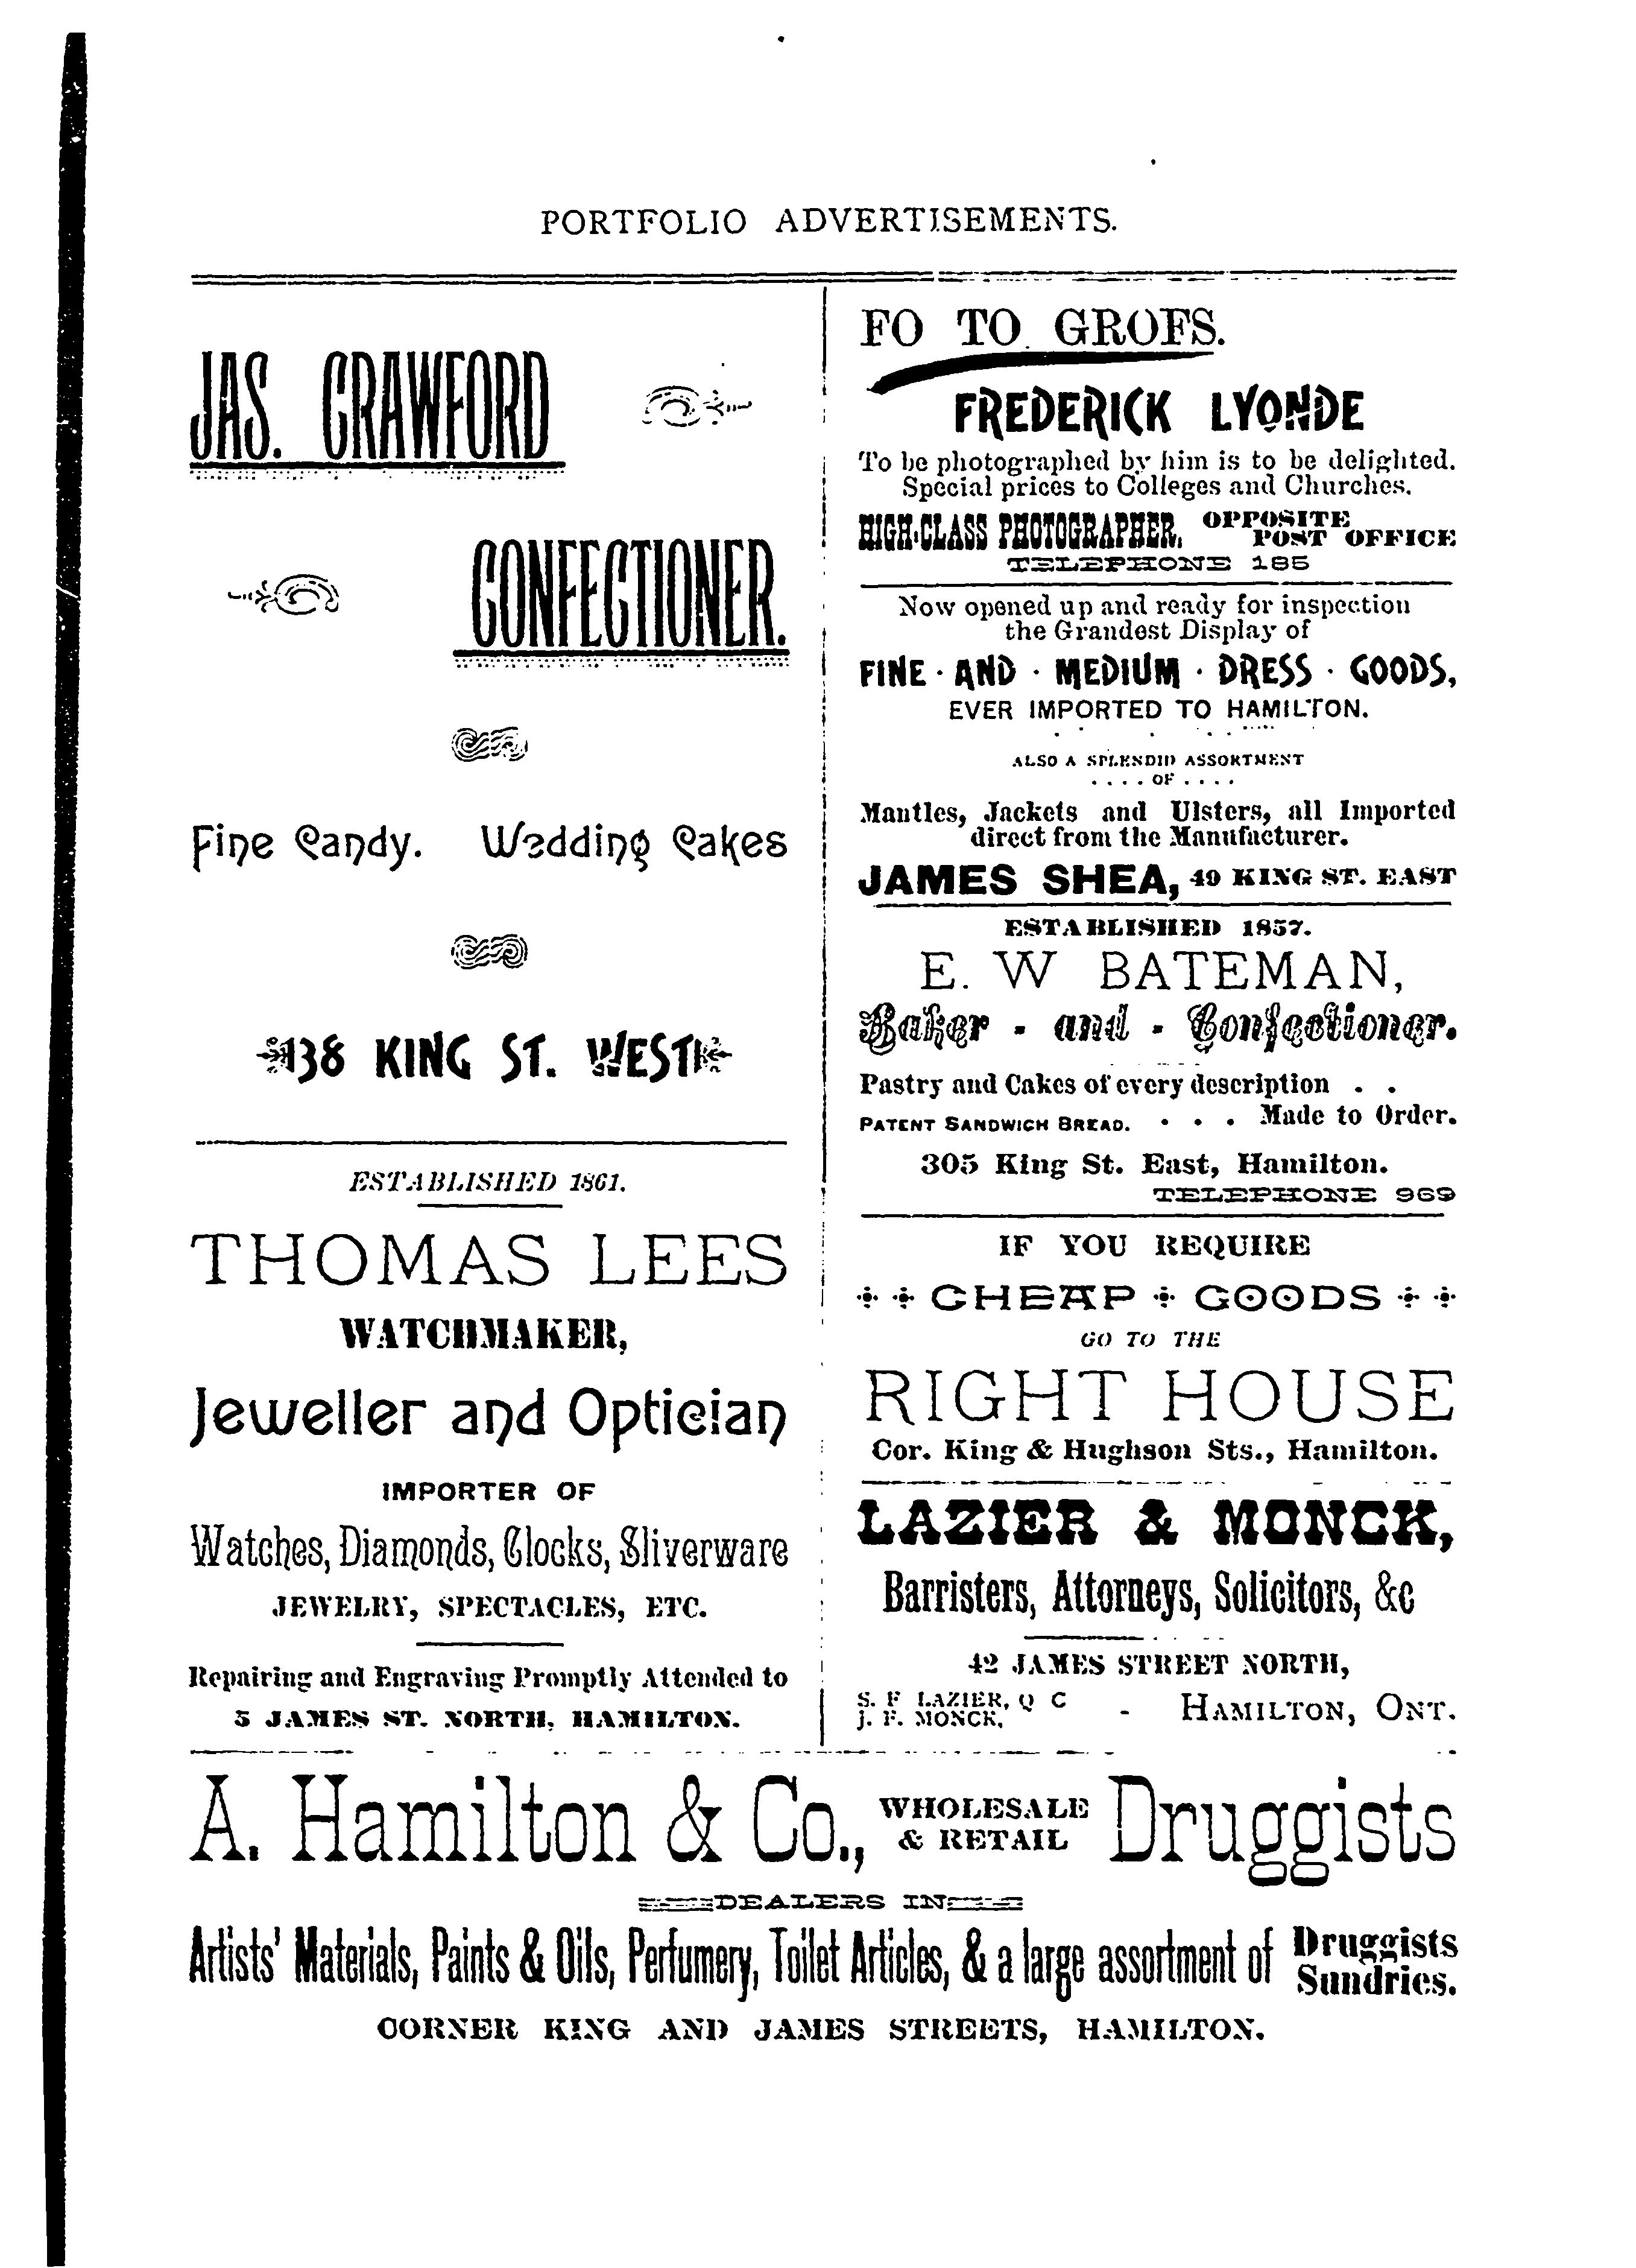 PORTFOLIO ADVERTISEMENTS.
JAS. CRAWFORD
CONFECTIONER.
Fine Candy. Wedding Cakes
138 KING ST. WEST
ESTABLISHED 1861.
THOMAS LEES
WATCHMAKER,
Jeweller and Optician
IMPORTER OF
Watches, Diamonds, Clocks, Sliverware
JEWELRY, SPECTACLES, ETC.
Repairing and Engraving Promptly Attended to
5 JAMES ST. NORTH, HAMILTON.
FO TO GROFS.
FREDERICK LYONDE
To be photographed by him is to be delighted.
Special prices to Colleges and Churches.
HIGH-CLASS PHOTOGRAPHER, OPPOSITE
POST OFFICE
TELEPHONE 185
Now opened up and ready for inspection
the Grandest Display of
FINE · AND · MEDIUM · DRESS · GOODS,
EVER IMPORTED TO HAMILTON.
ALSO A SPLENDID ASSORTMENT
. . . . OF . . . .
Mantles, Jackets and Ulsters, all Imported
direct from the Manufacturer.
JAMES SHEA, 49 KING ST. EAST
ESTABLISHED 1857.
E. W BATEMAN,
Baker - and - Confectioner.
Pastry and Cakes of every description . .
PATENT SANDWICH BREAD. . . . Made to Order.
305 King St. East, Hamilton.
TELEPHONE 969
IF YOU REQUIRE
CHEAP GOODS
GO TO THE
RIGHT HOUSE
Cor. King & Hughson Sts., Hamilton.
LAZIER & MONCK,
Barristers, Attorneys, Solicitors, &c
42 JAMES STREET NORTH,
S. F LAZIER, Q C
J. F. MONCK, - HAMILTON, ONT.
A. Hamilton & Co., WHOLESALE & RETAIL Druggists
DEALERS IN
Artists' Materials, Paints & Oils, Perfumery, Toilet Articles, & a large assortment of Druggists Sundries.
CORNER KING AND JAMES STREETS, HAMILTON.